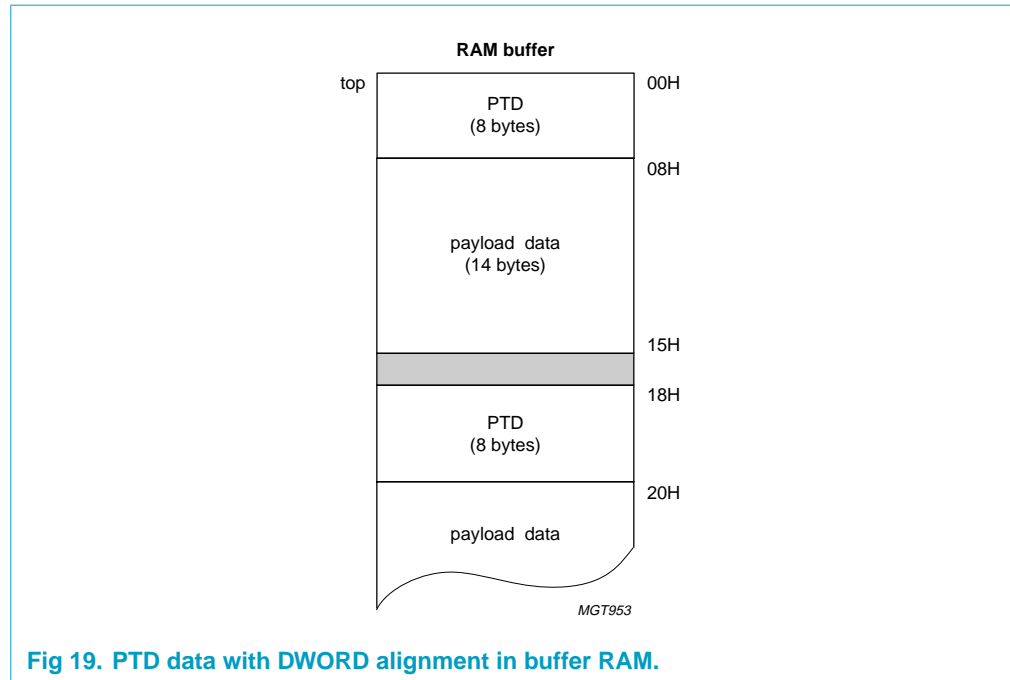 RAM buffer
top
00H
PTD
(8 bytes)
08H
payload data
(14 bytes)
15H
18H
PTD
(8 bytes)
20H
payload data
MGT953
Fig 19. PTD data with DWORD alignment in buffer RAM.